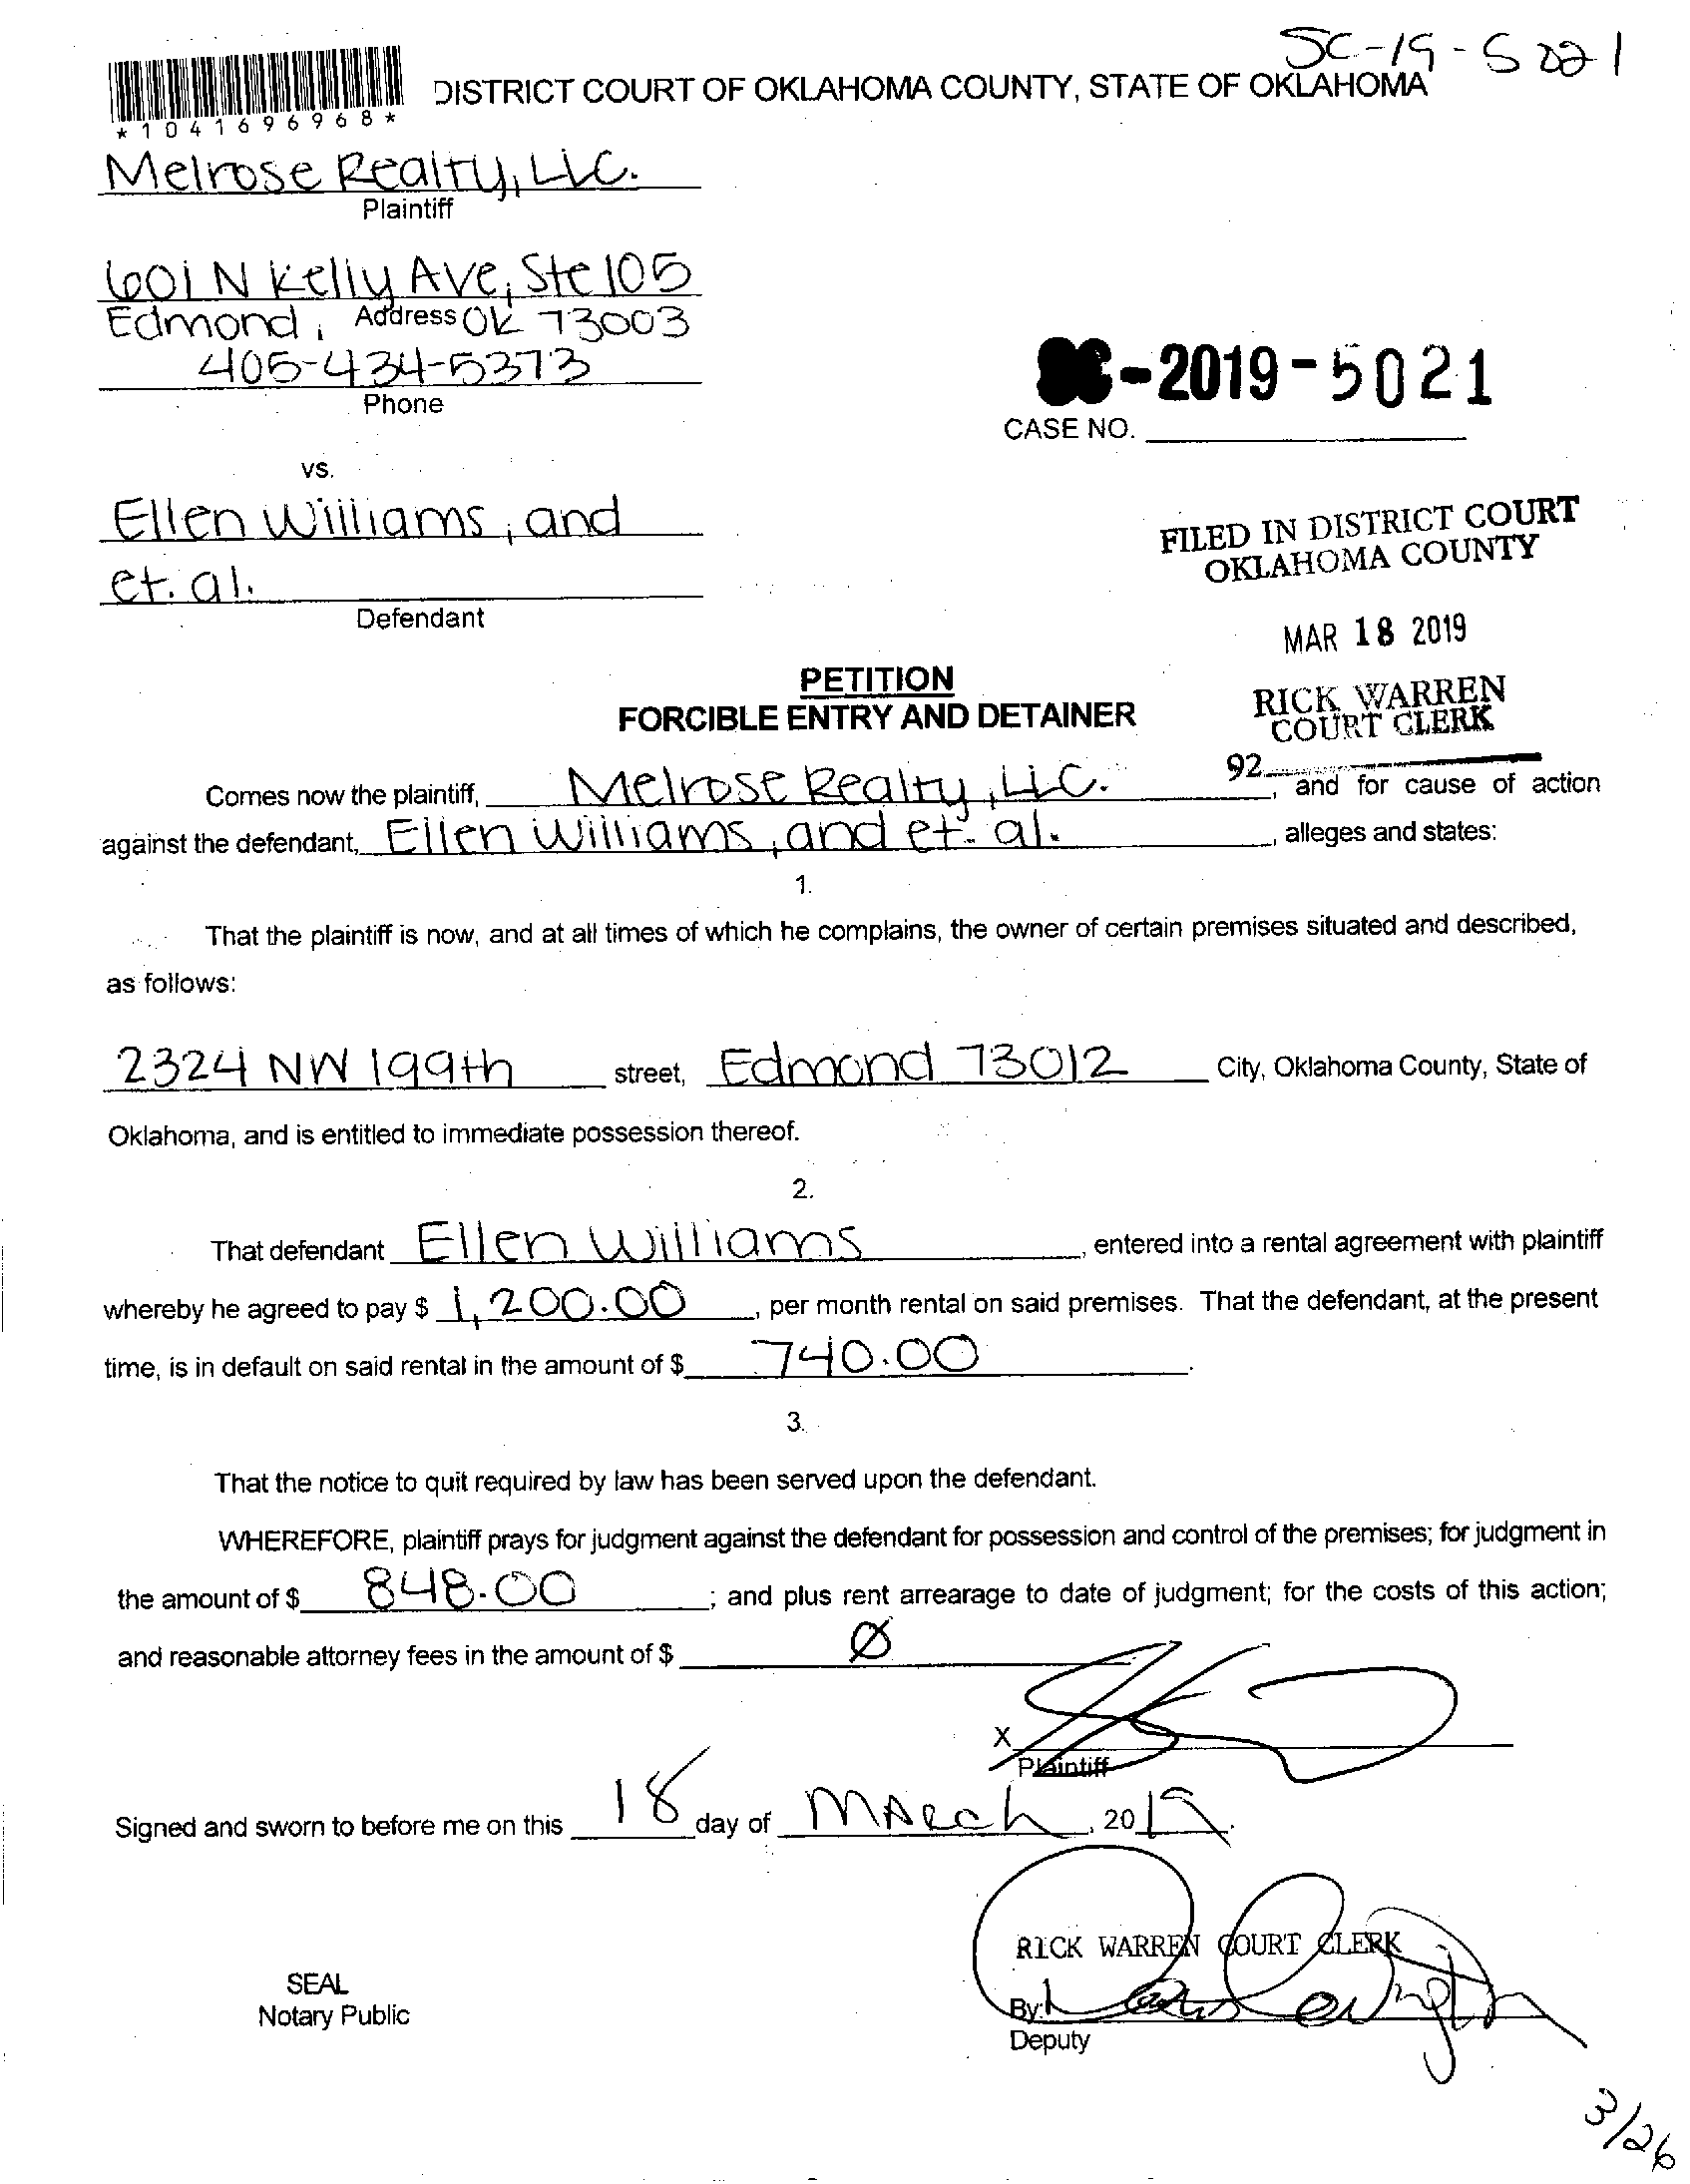 SC-19-5021
DISTRICT COURT OF OKLAHOMA COUNTY, STATE OF OKLAHOMA
*1041696968*
Melrose Realty, LLC.
Plaintiff
601 N Kelly Ave, Ste 105
Edmond, Address OK 73003
405-434-5373
Phone
SC-2019-5021
CASE NO.
vs.
Ellen Williams, and
et. al.
Defendant
FILED IN DISTRICT COURT
OKLAHOMA COUNTY
MAR 18 2019
RICK WARREN
COURT CLERK
92
PETITION
FORCIBLE ENTRY AND DETAINER
Comes now the plaintiff, Melrose Realty, LLC. , and for cause of action
against the defendant, Ellen Williams, and et. al. , alleges and states:
1.
That the plaintiff is now, and at all times of which he complains, the owner of certain premises situated and described,
as follows:
2324 NW 199th street, Edmond 73012 City, Oklahoma County, State of
Oklahoma, and is entitled to immediate possession thereof.
2.
That defendant Ellen Williams , entered into a rental agreement with plaintiff
whereby he agreed to pay $ 1,200.00 , per month rental on said premises. That the defendant, at the present
time, is in default on said rental in the amount of $ 740.00 .
3.
That the notice to quit required by law has been served upon the defendant.
WHEREFORE, plaintiff prays for judgment against the defendant for possession and control of the premises; for judgment in
the amount of $ 848.00 ; and plus rent arrearage to date of judgment; for the costs of this action;
and reasonable attorney fees in the amount of $ Ø
X
Plaintiff
Signed and sworn to before me on this 18 day of March , 2019.
RICK WARREN COURT CLERK
SEAL
Notary Public
By:
Deputy
3/26